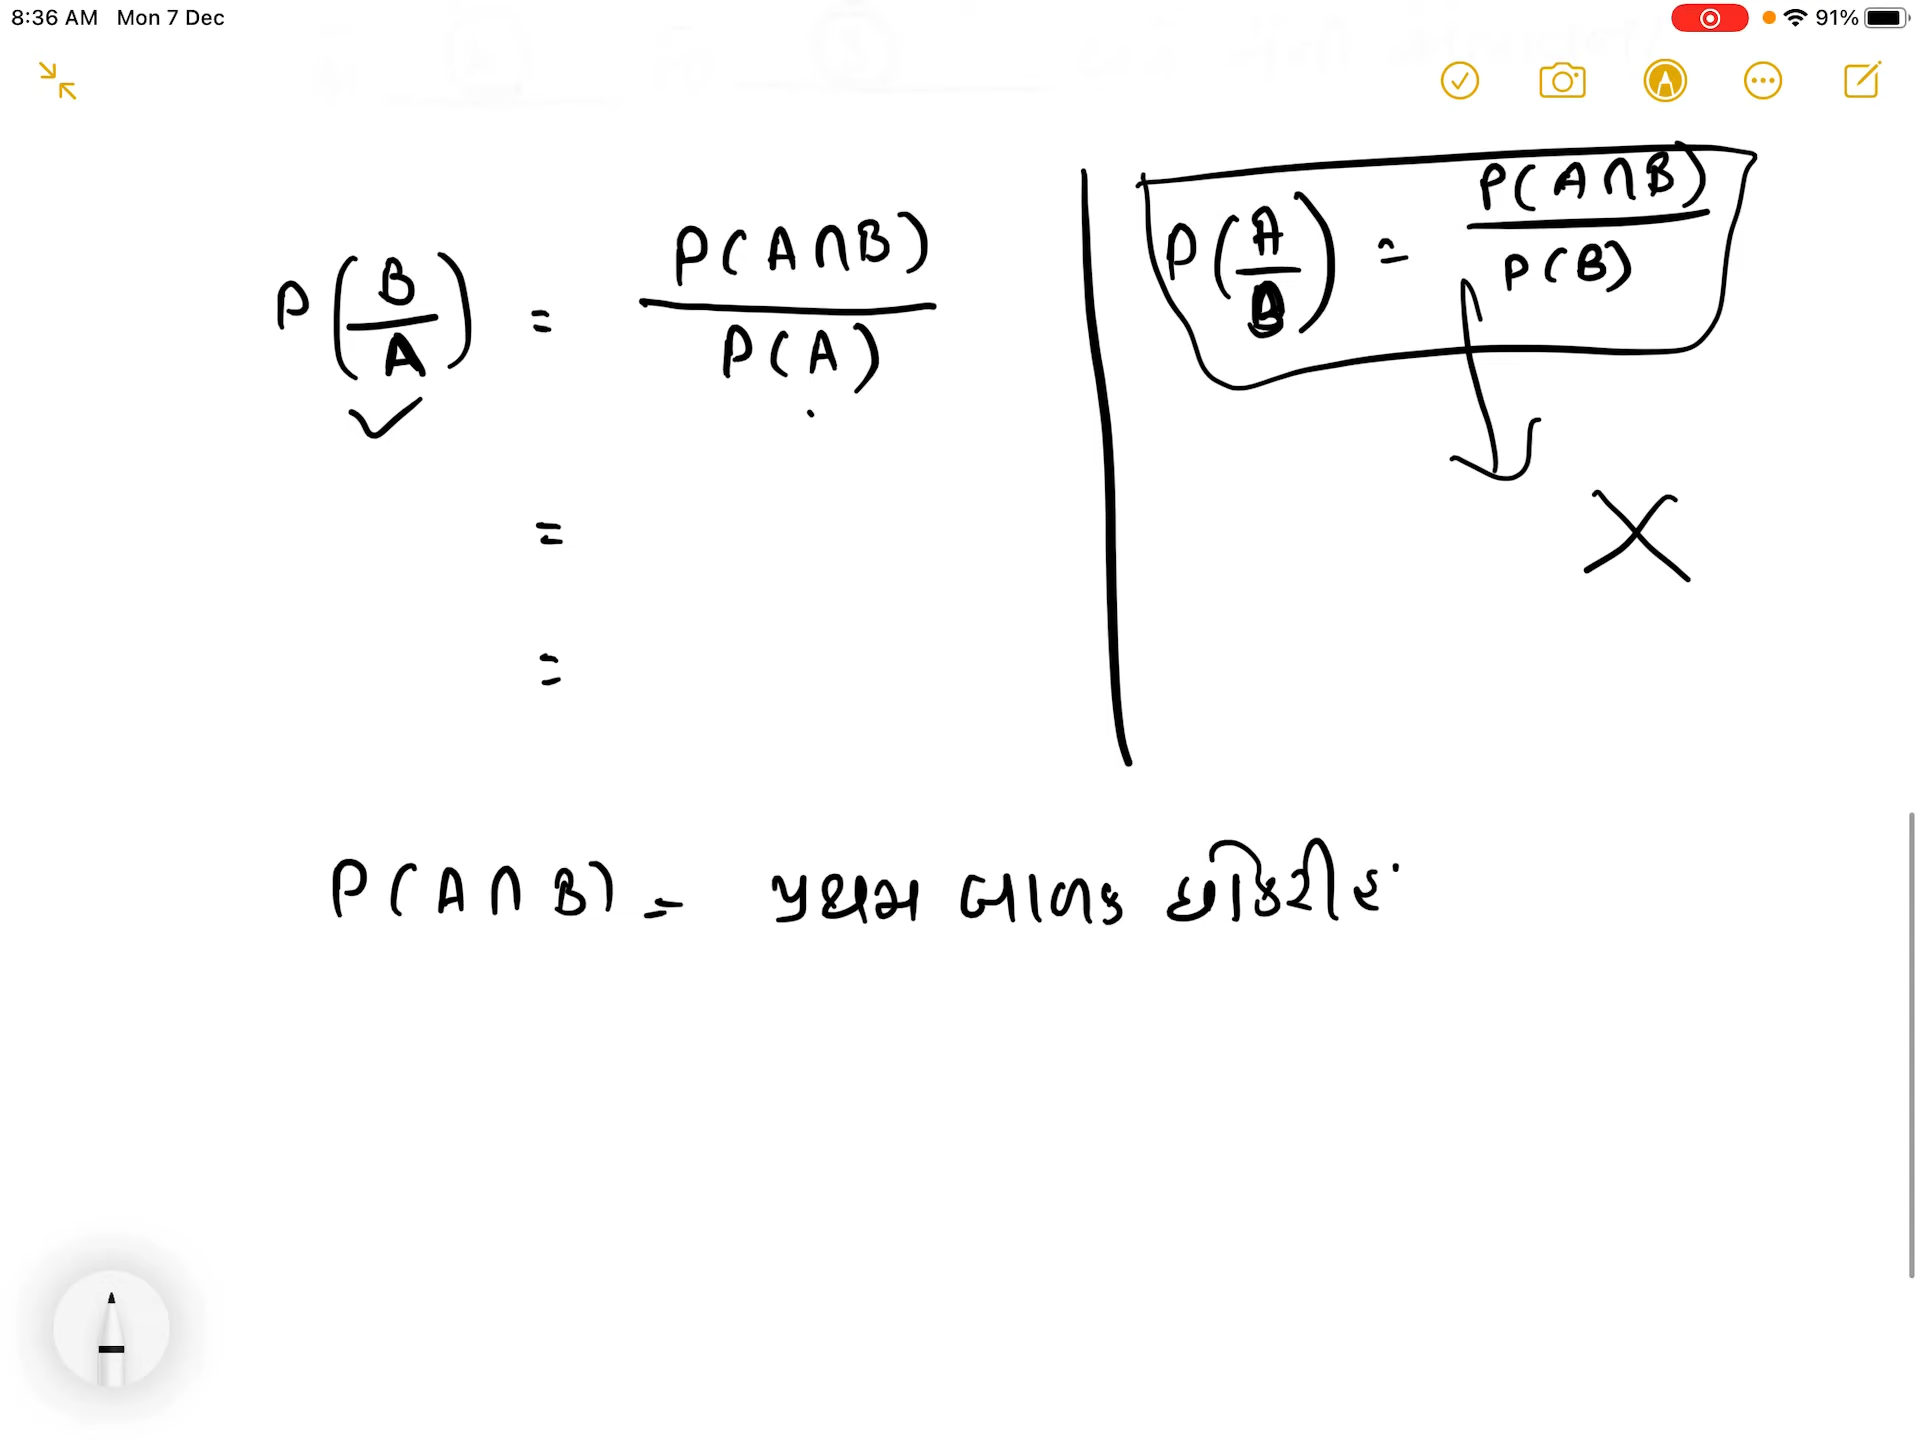 8:36 AM Mon 7 Dec 91%
P(B/A) = P(A∩B)/P(A)
=
=
P(A/B) = P(A∩B)/P(B)
P(A∩B) = પ્રથમ બાળક છોકરી